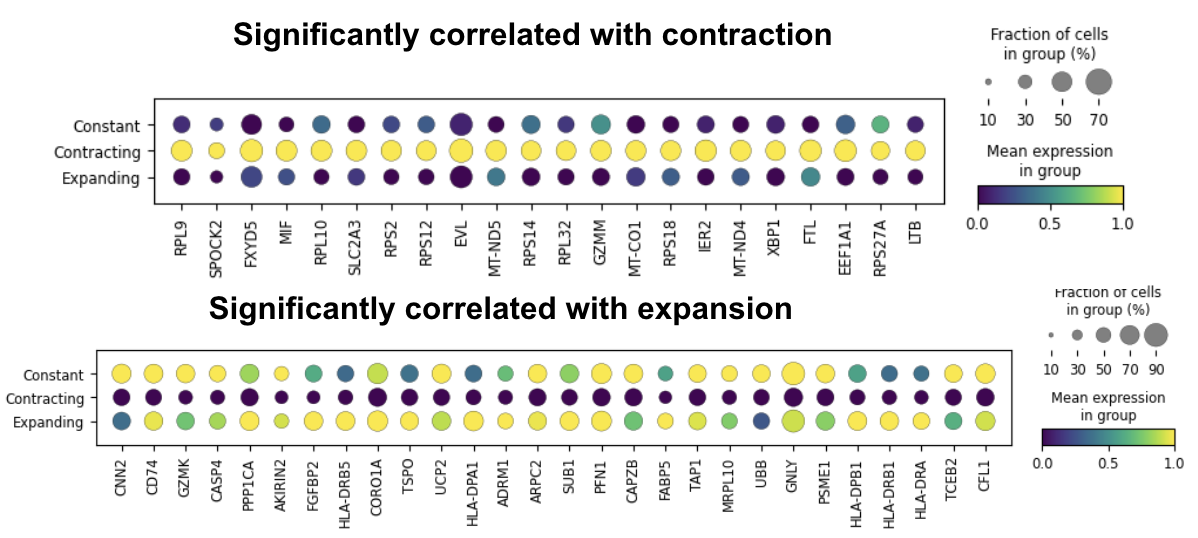 Significantly correlated with contraction
Fraction of cells
in group (%)
10 30 50 70
Mean expression
in group
0.0 0.5 1.0
Constant
Contracting
Expanding
RPL9 SPOCK2 FXYD5 MIF RPL10 SLC2A3 RPS2 RPS12 EVL MT-ND5 RPS14 RPL32 GZMM MT-CO1 RPS18 IER2 MT-ND4 XBP1 FTL EEF1A1 RPS27A LTB
Significantly correlated with expansion
Fraction of cells
in group (%)
10 30 50 70 90
Mean expression
in group
0.0 0.5 1.0
Constant
Contracting
Expanding
CNN2 CD74 GZMK CASP4 PPP1CA AKIRIN2 FGFBP2 HLA-DRB5 CORO1A TSPO UCP2 HLA-DPA1 ADRM1 ARPC2 SUB1 PFN1 CAPZB FABP5 TAP1 MRPL10 UBB GNLY PSME1 HLA-DPB1 HLA-DRB1 HLA-DRA TCEB2 CFL1